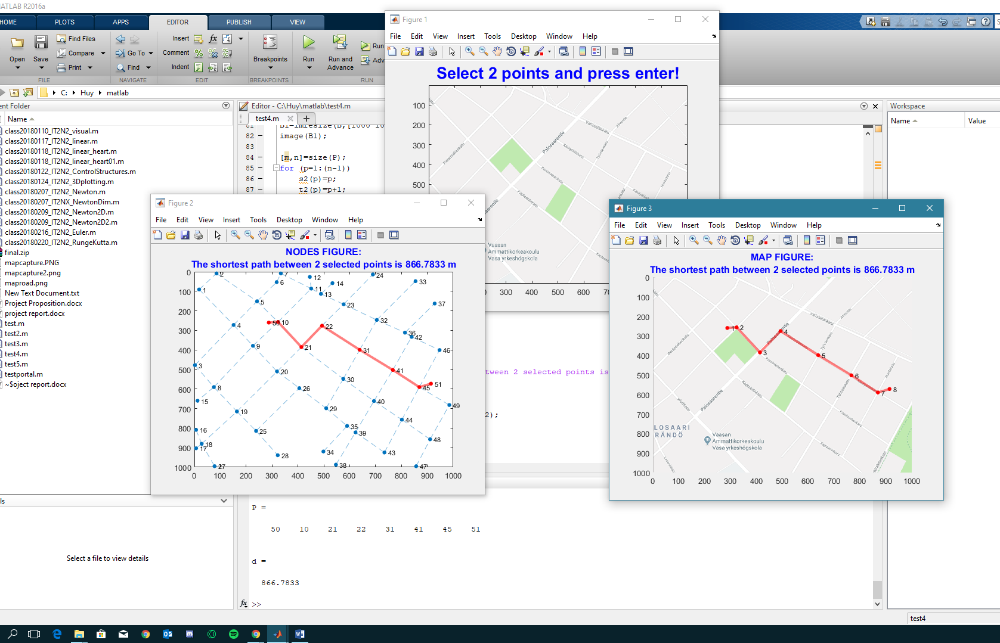 ATLAB R2016a
HOME PLOTS APPS EDITOR PUBLISH VIEW
Open Save Find Files Compare Print
FILE
Go To Find
NAVIGATE
Insert Comment Indent
EDIT
Breakpoints
BREAKPOINTS
Run Run and Advance Run Adv
RUN
C: Huy matlab
ent Folder
Name
class20180110_IT2N2_visual.m
class20180117_IT2N2_linear.m
class20180118_IT2N2_linear_heart.m
class20180118_IT2N2_linear_heart01.m
class20180122_IT2N2_ControlStructures.m
class20180124_IT2N2_3Dplotting.m
class20180207_IT2N2_Newton.m
class20180207_IT2NX_NewtonDim.m
class20180209_IT2N2_Newton2D.m
class20180209_IT2N2_Newton2D2.m
class20180216_IT2N2_Euler.m
class20180220_IT2N2_RungeKutta.m
final.zip
mapcapture.PNG
mapcapture2.png
maproad.png
New Text Document.txt
Project Proposition.docx
project report.docx
test.m
test2.m
test3.m
test4.m
test5.m
testportal.m
~$oject report.docx
ls
Select a file to view details
Editor - C:\Huy\matlab\test4.m
test4.m
82 image(B1);
83
84 [m,n]=size(P);
85 for (p=1:(n-1))
86 s2(p)=p;
87 t2(p)=p+1;
tween 2 selected points is
2);
Workspace
Name Value
Figure 1
File Edit View Insert Tools Desktop Window Help
Select 2 points and press enter!
100
200
300
400
500
300 400 500 600
Palosaarentie
Vaasan
Ammattikorkeakoulu
Vasa yrkeshögskola
Figure 2
File Edit View Insert Tools Desktop Window Help
NODES FIGURE:
The shortest path between 2 selected points is 866.7833 m
0
100
200
300
400
500
600
700
800
900
1000
0 100 200 300 400 500 600 700 800 900 1000
2 7 12 24 33
1 6 11 14
5 13 23 37
4 50 10 22 32 36 42
9 21 31 46
3 20 30 41
8 26 40 45 51
15 19 29 49
16 25 35 39 44
17 18 28 34 43 48
27 38 47
Figure 3
File Edit View Insert Tools Desktop Window Help
MAP FIGURE:
The shortest path between 2 selected points is 866.7833 m
0
100
200
300
400
500
600
700
800
900
1000
0 100 200 300 400 500 600 700 800 900 1000
1 2 3 4 5 6 7 8
Palosaarentie
LOSAARI
RÄNDÖ
Vaasan
Ammattikorkeakoulu
Vasa yrkeshögskola
P =
50 10 21 22 31 41 45 51
d =
866.7833
fx >>
test4